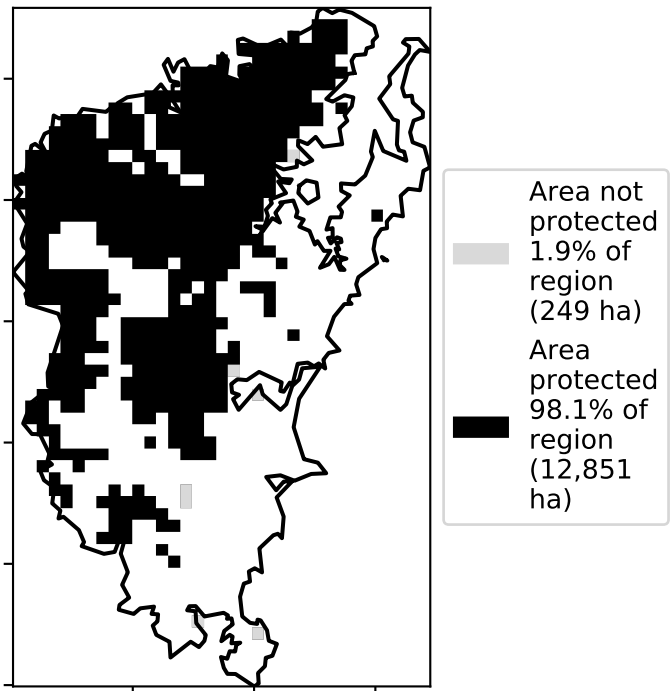 Area not
protected
1.9% of
region
(249 ha)
Area
protected
98.1% of
region
(12,851
ha)